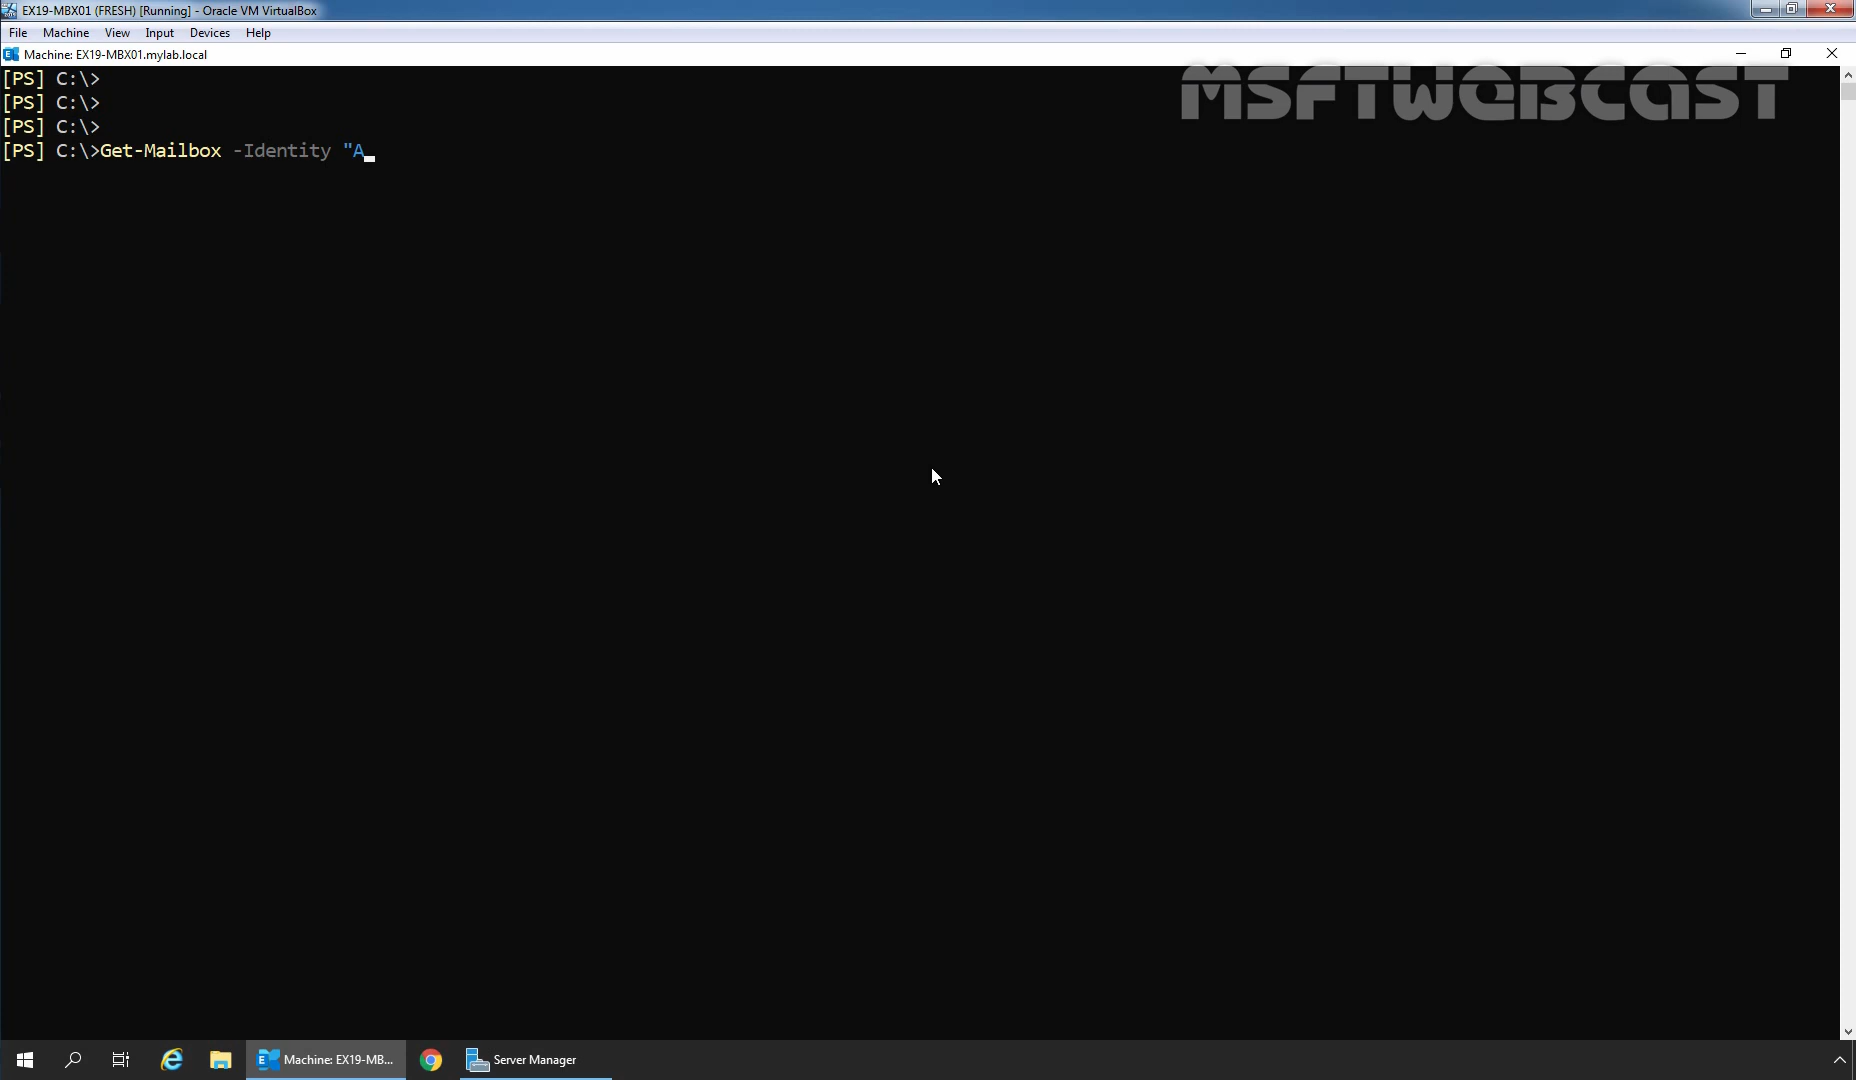 EX19-MBX01 (FRESH) [Running] - Oracle VM VirtualBox
File Machine View Input Devices Help
Machine: EX19-MBX01.mylab.local
MSFTWEBCAST
[PS] C:\>
[PS] C:\>
[PS] C:\>
[PS] C:\>Get-Mailbox -Identity "A
Machine: EX19-MB... Server Manager